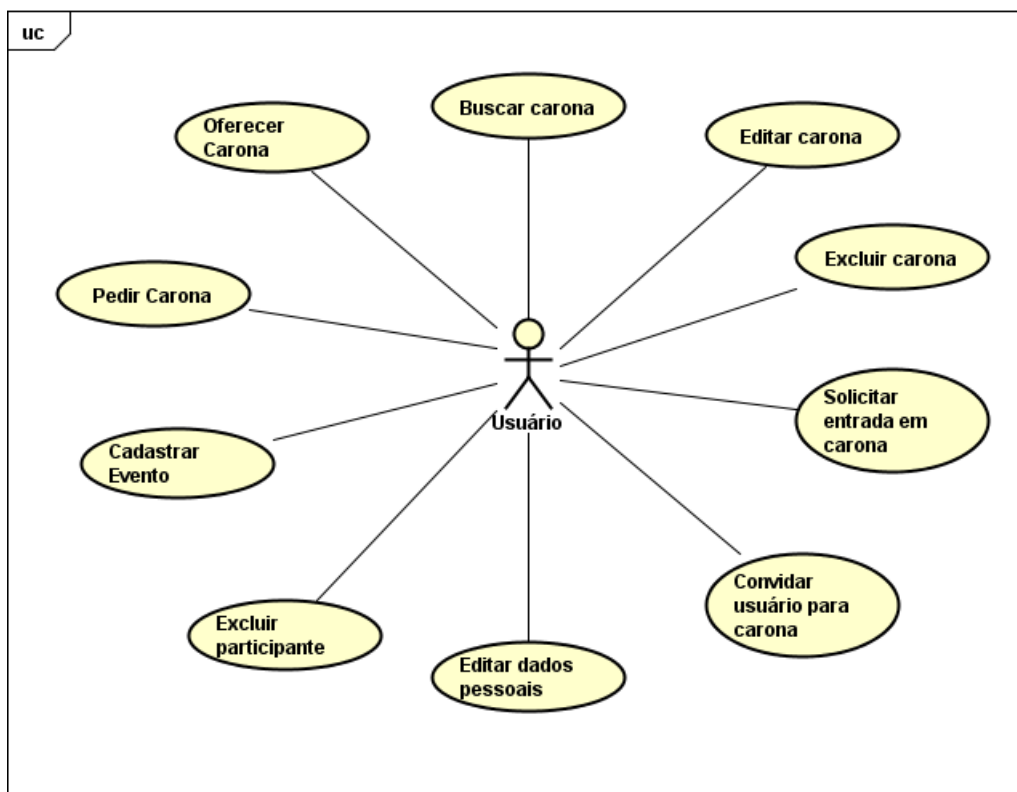 uc
Buscar carona
Oferecer
Carona
Editar carona
Excluir carona
Pedir Carona
Solicitar
entrada em
carona
Usuário
Cadastrar
Evento
Convidar
usuário para
carona
Excluir
participante
Editar dados
pessoais